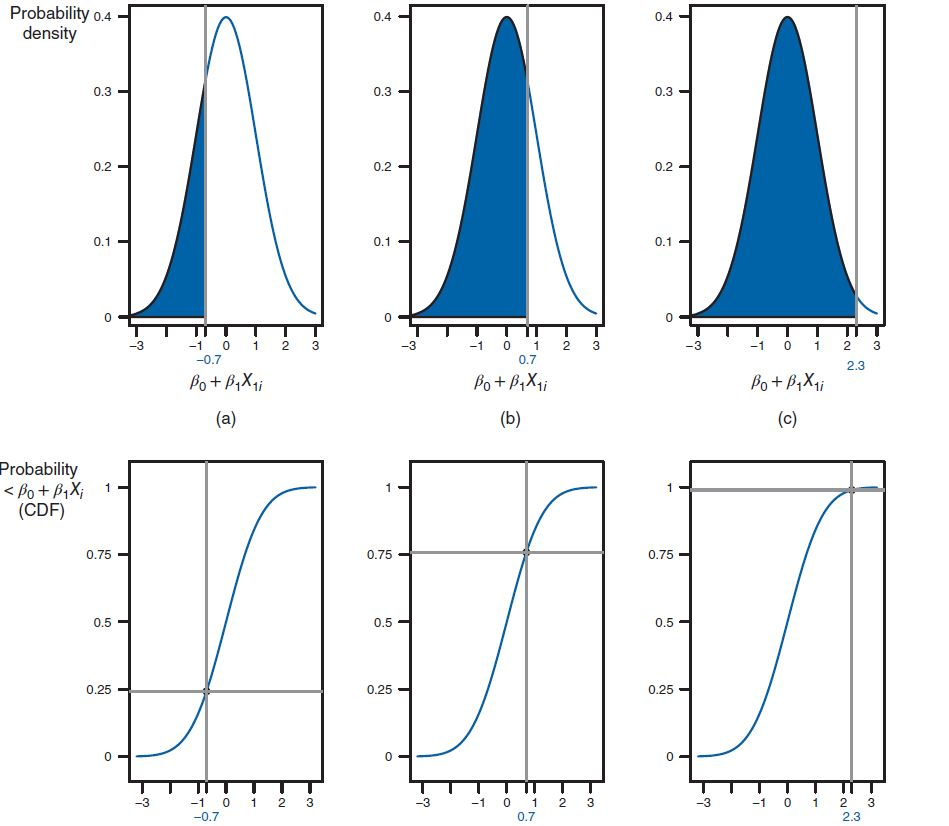 Probability
density
0.4
0.3
0.2
0.1
0
−3 −1 0 1 2 3
−0.7
β0 + β1X1i
(a)
0.4
0.3
0.2
0.1
0
−3 −1 0 1 2 3
0.7
β0 + β1X1i
(b)
0.4
0.3
0.2
0.1
0
−3 −1 0 1 2 3
2.3
β0 + β1X1i
(c)
Probability
< β0 + β1Xi
(CDF)
1
0.75
0.5
0.25
0
−3 −1 0 1 2 3
−0.7
1
0.75
0.5
0.25
0
−3 −1 0 1 2 3
0.7
1
0.75
0.5
0.25
0
−3 −1 0 1 2 3
2.3